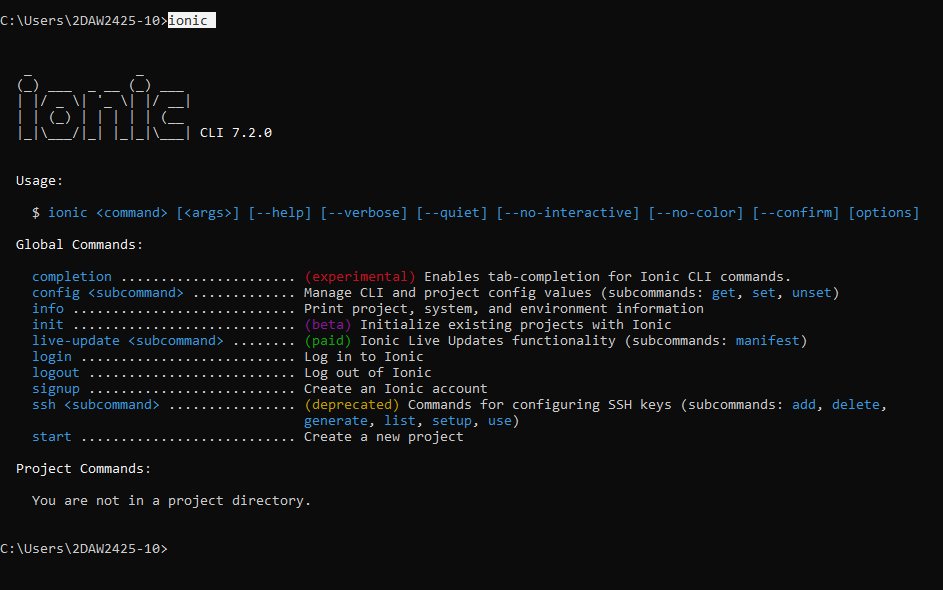 C:\Users\2DAW2425-10>ionic
ionic CLI 7.2.0
Usage:
$ ionic <command> [<args>] [--help] [--verbose] [--quiet] [--no-interactive] [--no-color] [--confirm] [options]
Global Commands:
completion ...................... (experimental) Enables tab-completion for Ionic CLI commands.
config <subcommand> ............. Manage CLI and project config values (subcommands: get, set, unset)
info ............................ Print project, system, and environment information
init ............................ (beta) Initialize existing projects with Ionic
live-update <subcommand> ........ (paid) Ionic Live Updates functionality (subcommands: manifest)
login ........................... Log in to Ionic
logout .......................... Log out of Ionic
signup .......................... Create an Ionic account
ssh <subcommand> ................ (deprecated) Commands for configuring SSH keys (subcommands: add, delete,
generate, list, setup, use)
start ........................... Create a new project
Project Commands:
You are not in a project directory.
C:\Users\2DAW2425-10>